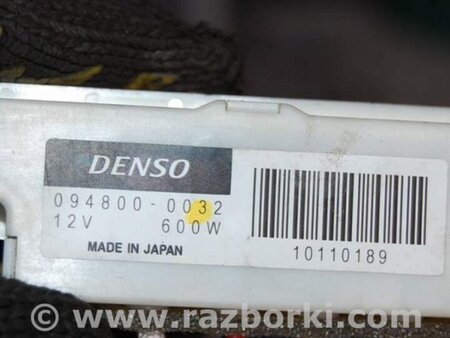 DENSO
094800-0032
12V 600W
MADE IN JAPAN
10110189
© www.razborki.com